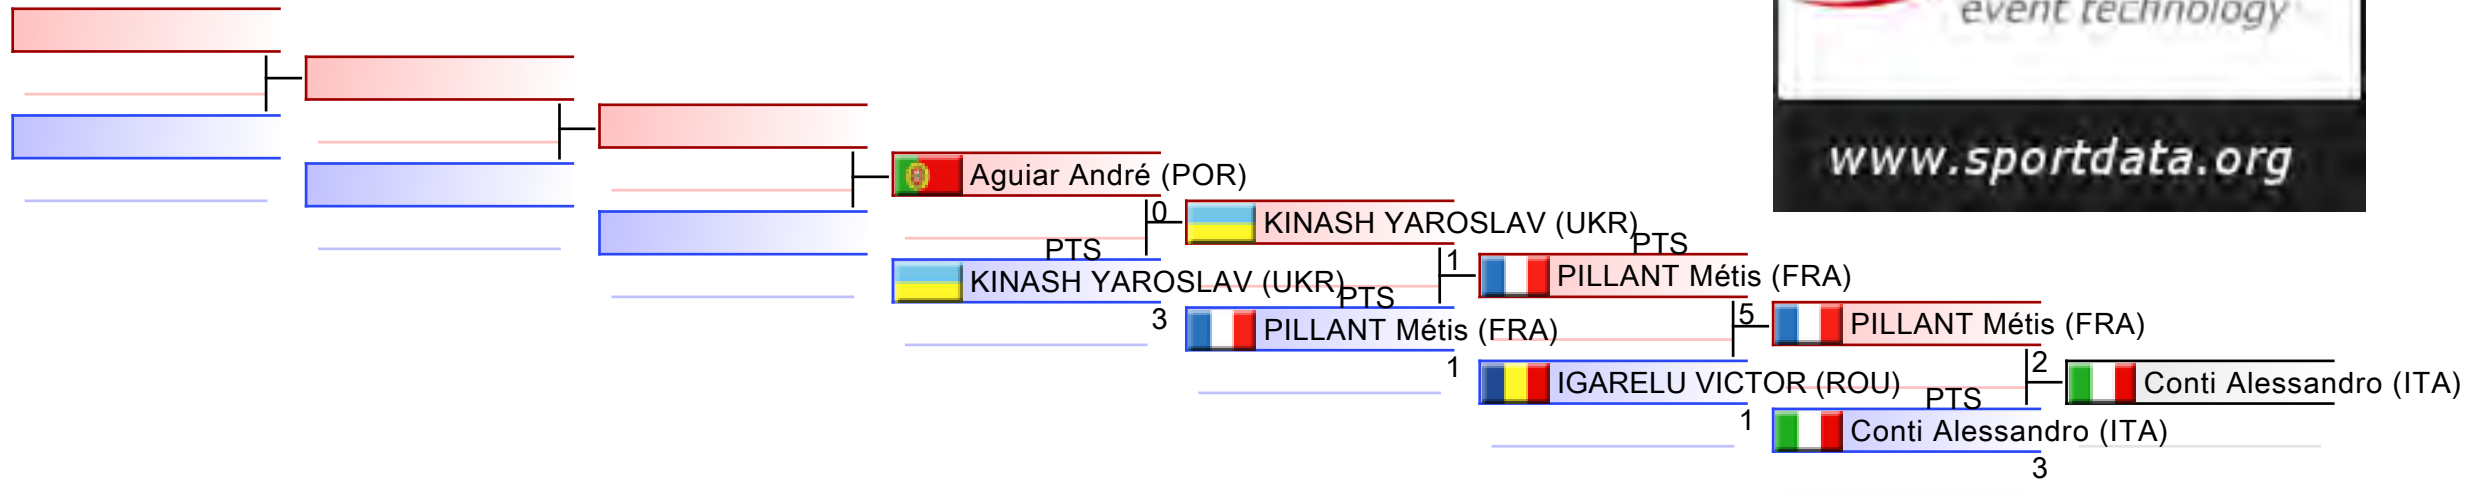 event technology
www.sportdata.org
Aguiar André (POR)
0
KINASH YAROSLAV (UKR)
PTS
PTS
KINASH YAROSLAV (UKR)
3
1
PILLANT Métis (FRA)
PTS
PILLANT Métis (FRA)
1
5
PILLANT Métis (FRA)
IGARELU VICTOR (ROU)
1
2
Conti Alessandro (ITA)
PTS
Conti Alessandro (ITA)
3